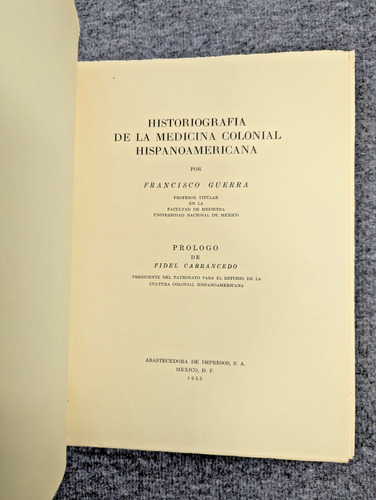 HISTORIOGRAFIA
DE LA MEDICINA COLONIAL
HISPANOAMERICANA
POR
FRANCISCO GUERRA
PROFESOR TITULAR
EN LA
FACULTAD DE MEDICINA
UNIVERSIDAD NACIONAL DE MEXICO
PROLOGO
DE
FIDEL CARRANCEDO
PRESIDENTE DEL PATRONATO PARA EL ESTUDIO DE LA
CULTURA COLONIAL HISPANOAMERICANA
ABASTECEDORA DE IMPRESOS, S. A.
MEXICO, D. F.
1953